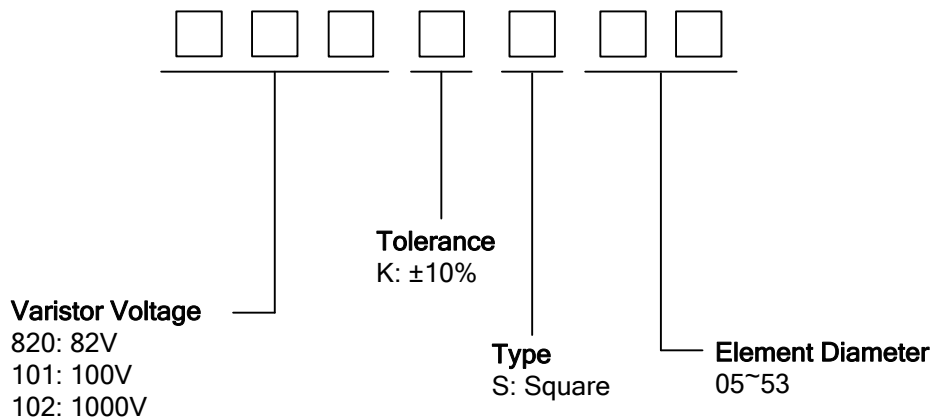 Tolerance
K: ±10%
Varistor Voltage
820: 82V
101: 100V
102: 1000V
Type
S: Square
Element Diameter
05~53